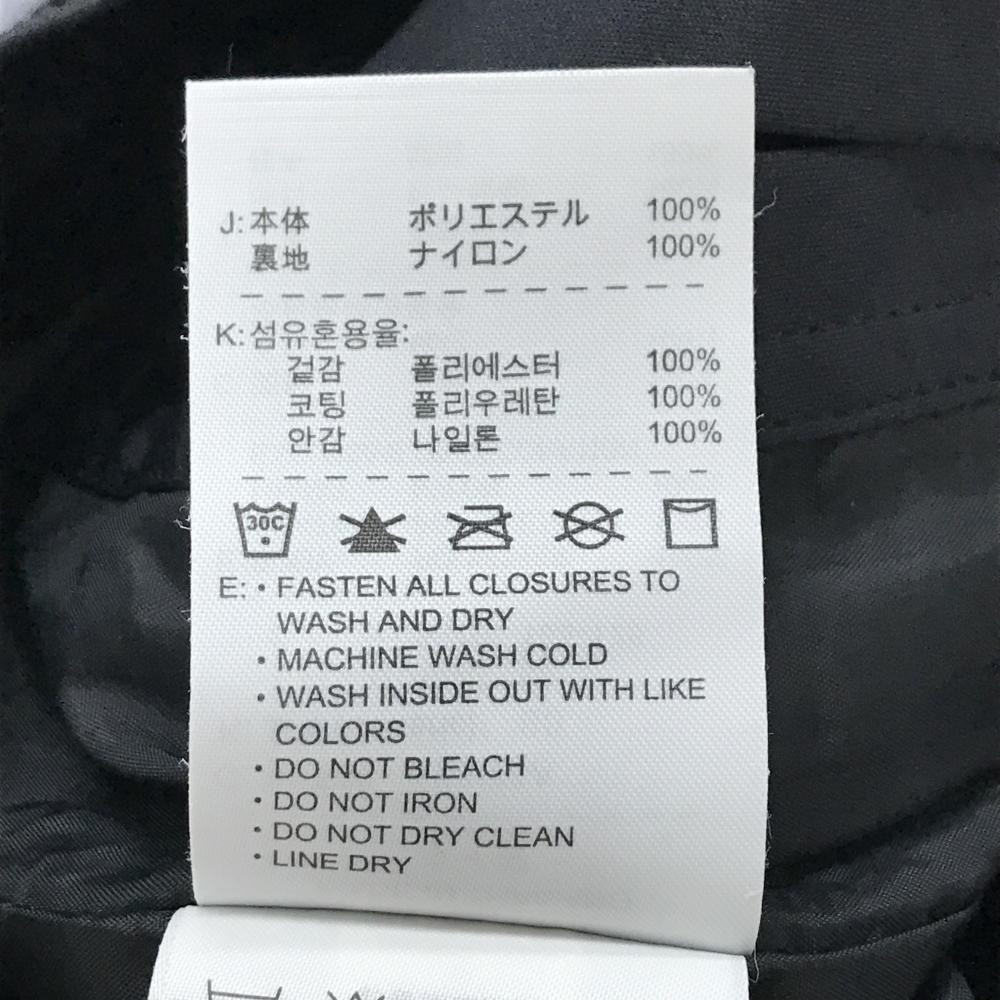 J: 本体 ポリエステル 100%
裏地 ナイロン 100%
K: 섬유혼용율:
겉감 폴리에스터 100%
코팅 폴리우레탄 100%
안감 나일론 100%
30C
E: • FASTEN ALL CLOSURES TO
WASH AND DRY
• MACHINE WASH COLD
• WASH INSIDE OUT WITH LIKE
COLORS
• DO NOT BLEACH
• DO NOT IRON
• DO NOT DRY CLEAN
• LINE DRY